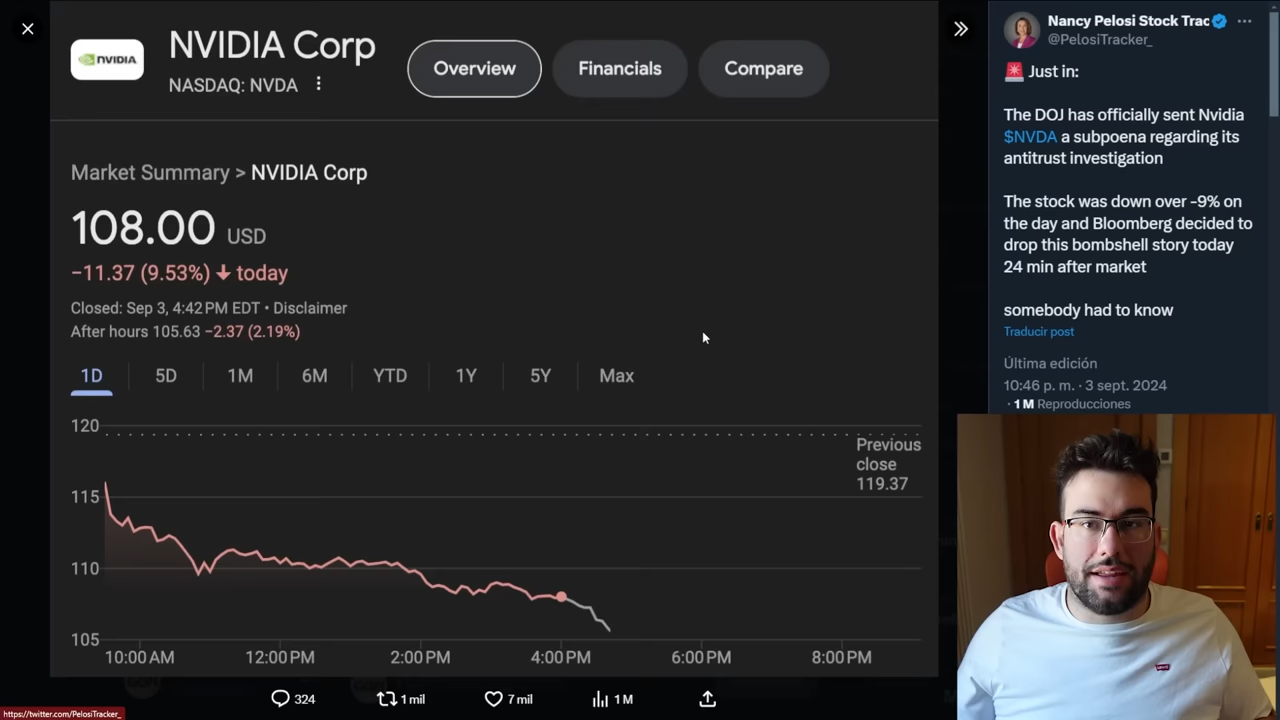 NVIDIA
NVIDIA Corp
NASDAQ: NVDA
Overview
Financials
Compare
Market Summary > NVIDIA Corp
108.00 USD
−11.37 (9.53%) ↓ today
Closed: Sep 3, 4:42 PM EDT • Disclaimer
After hours 105.63 −2.37 (2.19%)
1D
5D
1M
6M
YTD
1Y
5Y
Max
120
115
110
105
Previous
close
119.37
10:00 AM
12:00 PM
2:00 PM
4:00 PM
6:00 PM
8:00 PM
324
1 mil
7 mil
1 M
https://twitter.com/PelosiTracker_
Nancy Pelosi Stock Trac
@PelosiTracker_
🚨 Just in:
The DOJ has officially sent Nvidia
$NVDA a subpoena regarding its
antitrust investigation
The stock was down over -9% on
the day and Bloomberg decided to
drop this bombshell story today
24 min after market
somebody had to know
Traducir post
Última edición
10:46 p. m. · 3 sept. 2024
· 1 M Reproducciones